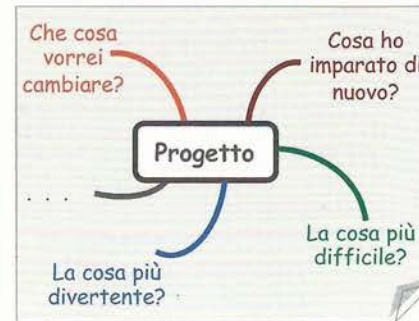 Che cosa
vorrei
cambiare?
Cosa ho
imparato di
nuovo?
Progetto
. . .
La cosa più
difficile?
La cosa più
divertente?